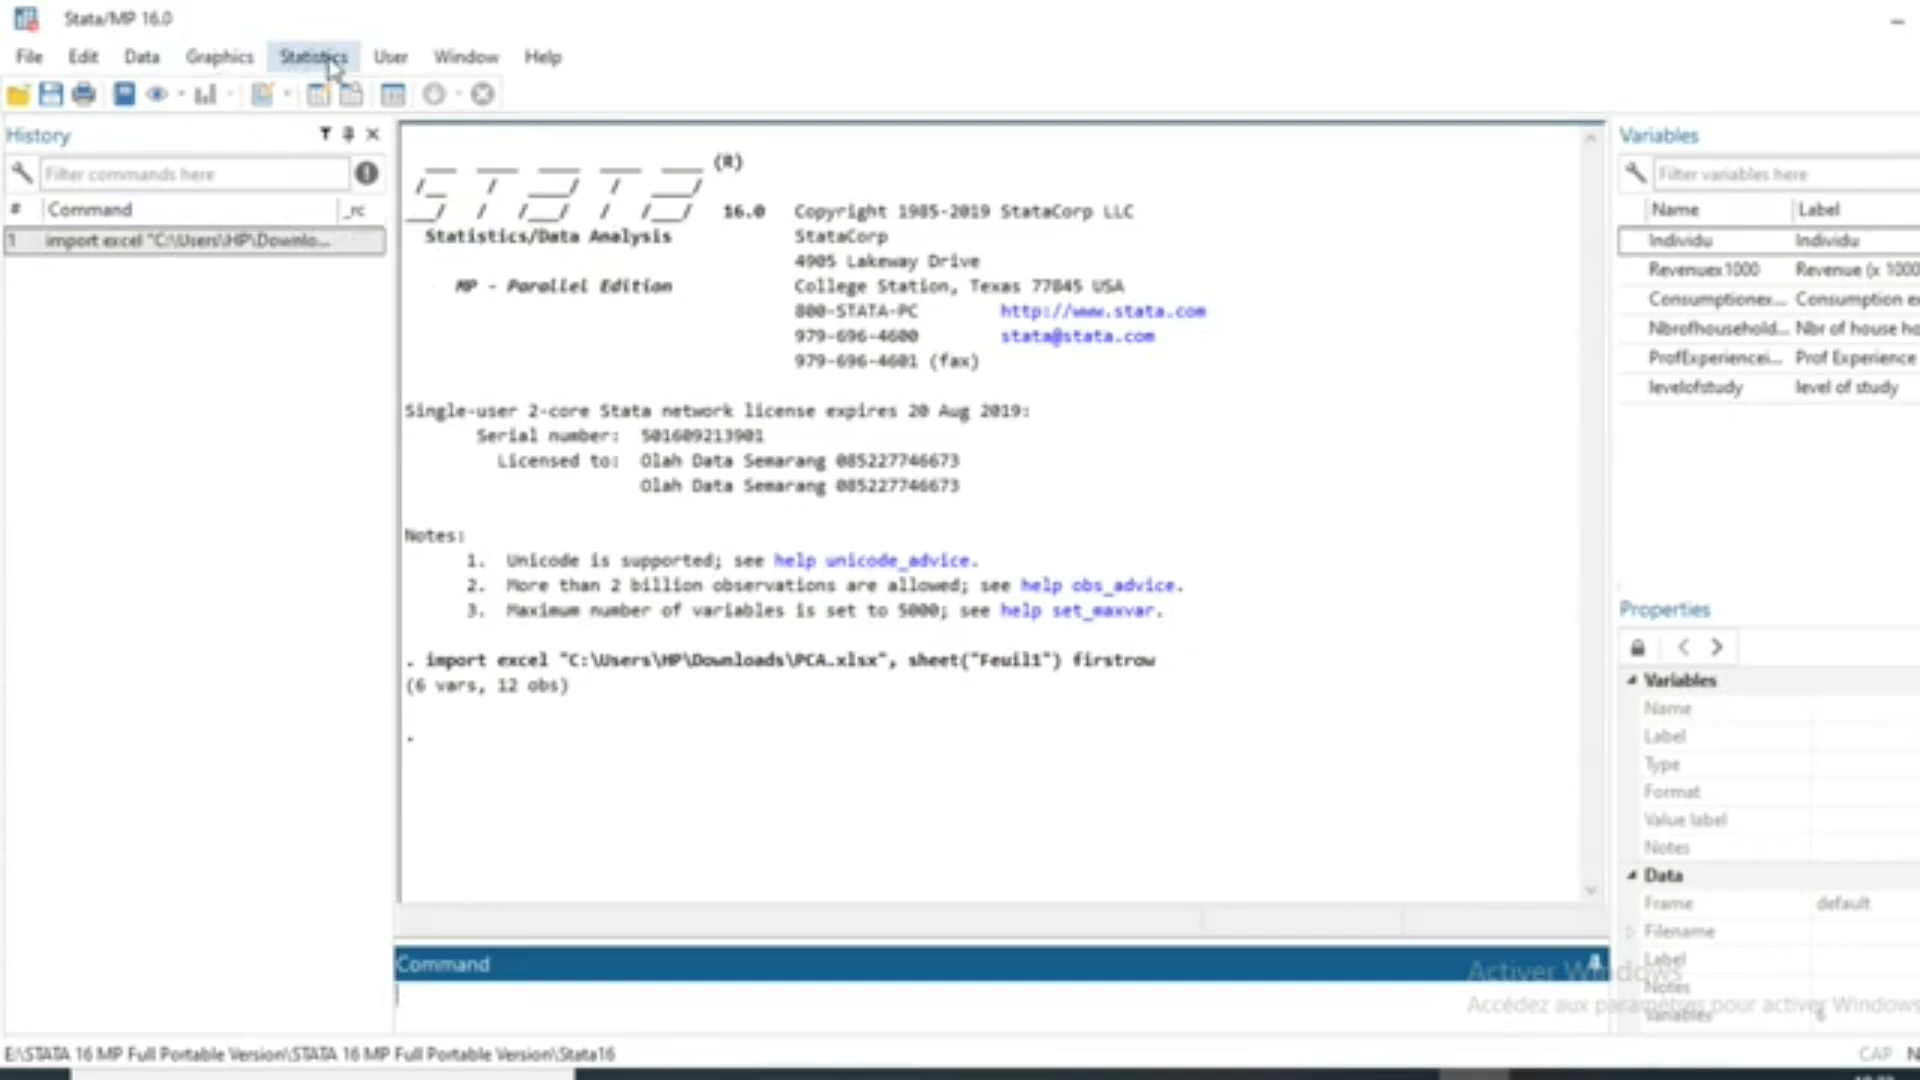 Stata/MP 16.0
File Edit Data Graphics Statistics User Window Help
History
Filter commands here
# Command _rc
1 import excel "C:\Users\HP\Downlo...
(R)
STATA
16.0 Copyright 1985-2019 StataCorp LLC
Statistics/Data Analysis StataCorp
4905 Lakeway Drive
MP - Parallel Edition College Station, Texas 77845 USA
800-STATA-PC http://www.stata.com
979-696-4600 stata@stata.com
979-696-4601 (fax)
Single-user 2-core Stata network license expires 20 Aug 2019:
Serial number: 501609213901
Licensed to: Olah Data Semarang 085227746673
Olah Data Semarang 085227746673
Notes:
1. Unicode is supported; see help unicode_advice.
2. More than 2 billion observations are allowed; see help obs_advice.
3. Maximum number of variables is set to 5000; see help set_maxvar.
. import excel "C:\Users\HP\Downloads\PCA.xlsx", sheet("Feuil1") firstrow
(6 vars, 12 obs)
.
Command
Variables
Filter variables here
Name Label
Individu Individu
Revenuex1000 Revenue (x 1000
Consumptionex... Consumption ex
Nbrofhousehold... Nbr of house ho
ProfExperiencei... Prof Experience
levelofstudy level of study
Properties
Variables
Name
Label
Type
Format
Value label
Notes
Data
Frame default
Filename
Label
Notes
Variables 6
Activer Windows
Accédez aux paramètres pour activer Windows
E:\STATA 16 MP Full Portable Version\STATA 16 MP Full Portable Version\Stata16
CAP N